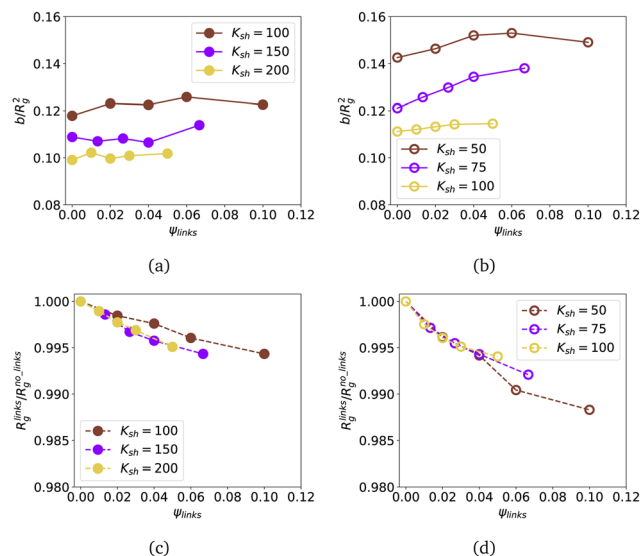 0.16
0.14
0.12
0.10
0.08
b/R_g^2
K_sh = 100
K_sh = 150
K_sh = 200
0.00 0.02 0.04 0.06 0.08 0.10 0.12
ψ_links
(a)
0.16
0.14
0.12
0.10
0.08
b/R_g^2
K_sh = 50
K_sh = 75
K_sh = 100
0.00 0.02 0.04 0.06 0.08 0.10 0.12
ψ_links
(b)
1.000
0.995
0.990
0.985
0.980
R_g^links/R_g^no_links
K_sh = 100
K_sh = 150
K_sh = 200
0.00 0.02 0.04 0.06 0.08 0.10 0.12
ψ_links
(c)
1.000
0.995
0.990
0.985
0.980
R_g^links/R_g^no_links
K_sh = 50
K_sh = 75
K_sh = 100
0.00 0.02 0.04 0.06 0.08 0.10 0.12
ψ_links
(d)